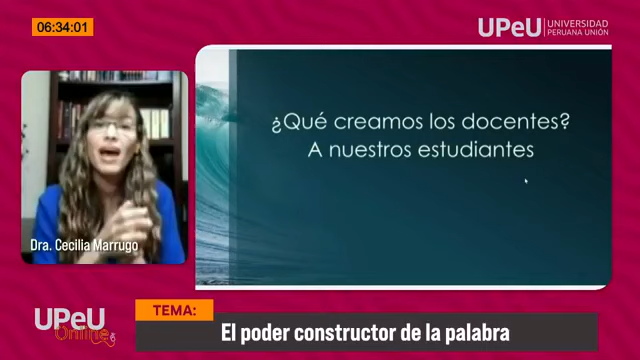 06:34:01
UPeU UNIVERSIDAD
PERUANA UNIÓN
¿Qué creamos los docentes?
A nuestros estudiantes
Dra. Cecilia Marrugo
UPeU
Online
TEMA:
El poder constructor de la palabra